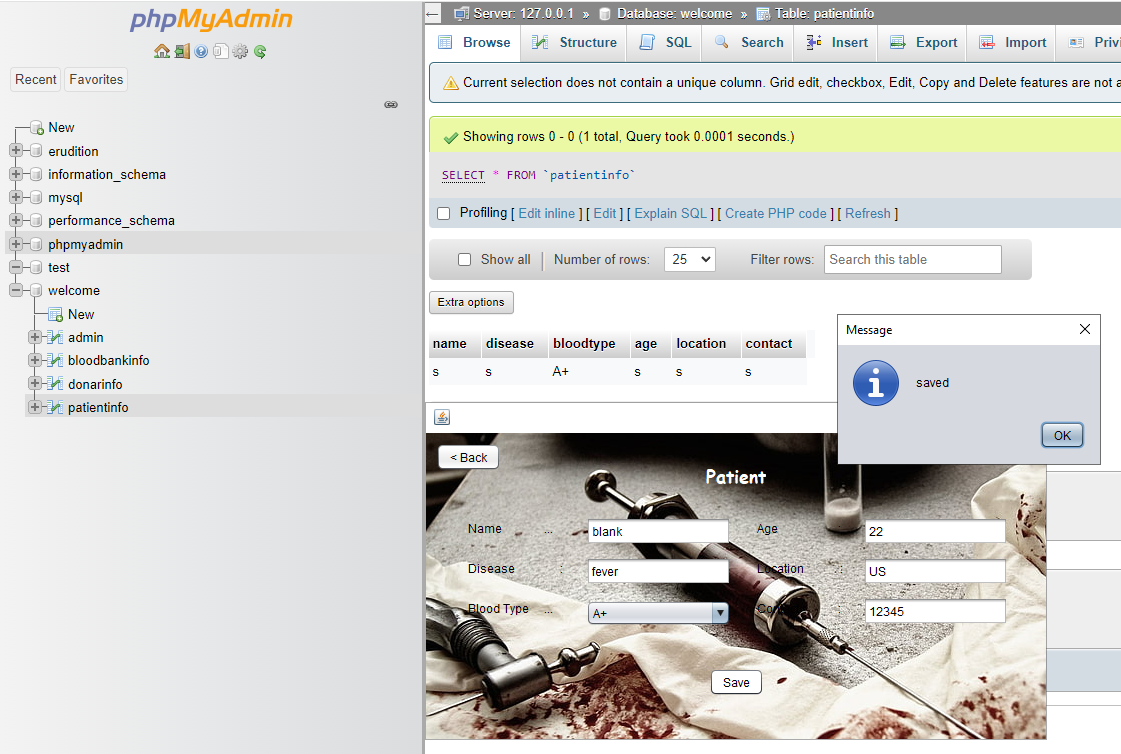 phpMyAdmin
Recent Favorites
New
erudition
information_schema
mysql
performance_schema
phpmyadmin
test
welcome
New
admin
bloodbankinfo
donarinfo
patientinfo
Server: 127.0.0.1 » Database: welcome » Table: patientinfo
Browse Structure SQL Search Insert Export Import Privi
Current selection does not contain a unique column. Grid edit, checkbox, Edit, Copy and Delete features are not a
Showing rows 0 - 0 (1 total, Query took 0.0001 seconds.)
SELECT * FROM `patientinfo`
Profiling [ Edit inline ] [ Edit ] [ Explain SQL ] [ Create PHP code ] [ Refresh ]
Show all | Number of rows: 25 Filter rows: Search this table
Extra options
name disease bloodtype age location contact
s s A+ s s s
Message
saved
OK
< Back
Patient
Name ... blank Age 22
Disease : fever Location : US
Blood Type ... A+ 12345
Save